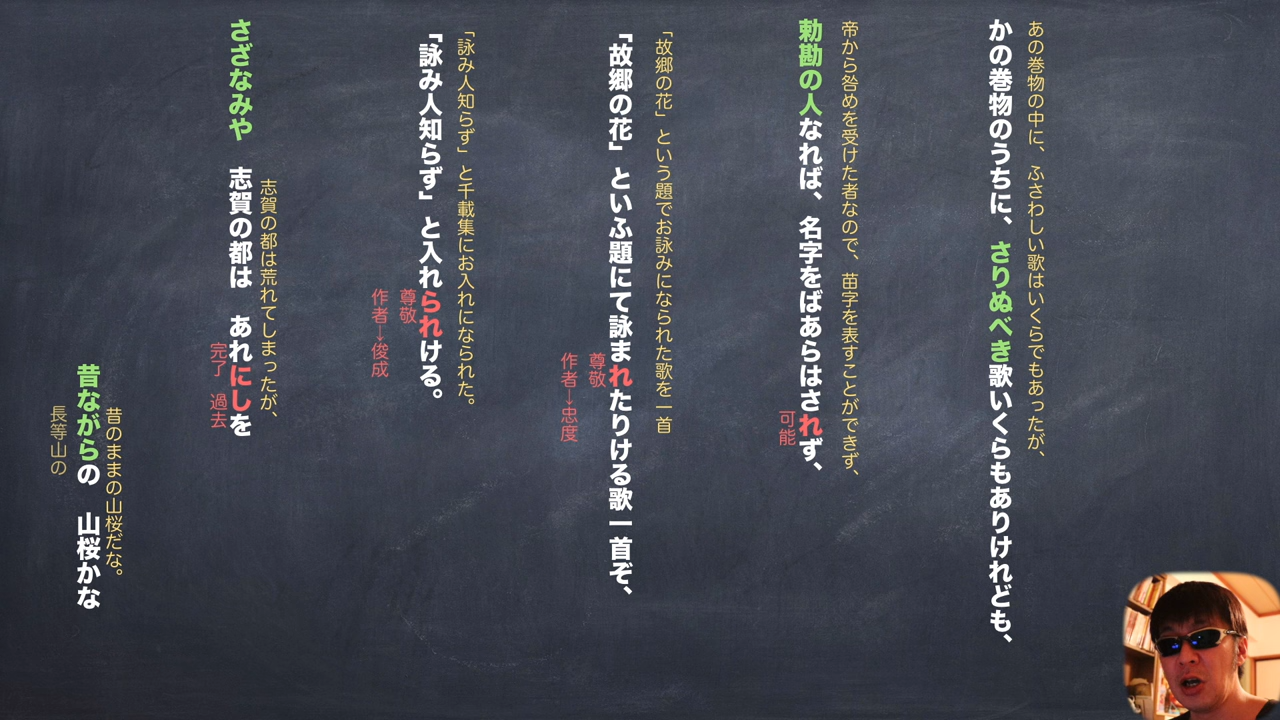 あの巻物の中に、ふさわしい歌はいくらでもあったが、
かの巻物のうちに、さりぬべき歌いくらもありけれども、
帝から咎めを受けた者なので、苗字を表すことができず、
勅勘の人なれば、名字をばあらはされず、
可能
「故郷の花」という題でお詠みになられた歌を一首
「故郷の花」といふ題にて詠まれたりける歌一首ぞ、
尊敬
作者→忠度
「詠み人知らず」と千載集にお入れになられた。
「詠み人知らず」と入れられける。
尊敬
作者→俊成
志賀の都は荒れてしまったが、
さざなみや　志賀の都は　あれにしを
完了　過去
昔のままの山桜だな。
昔ながらの　山桜かな
長等山の